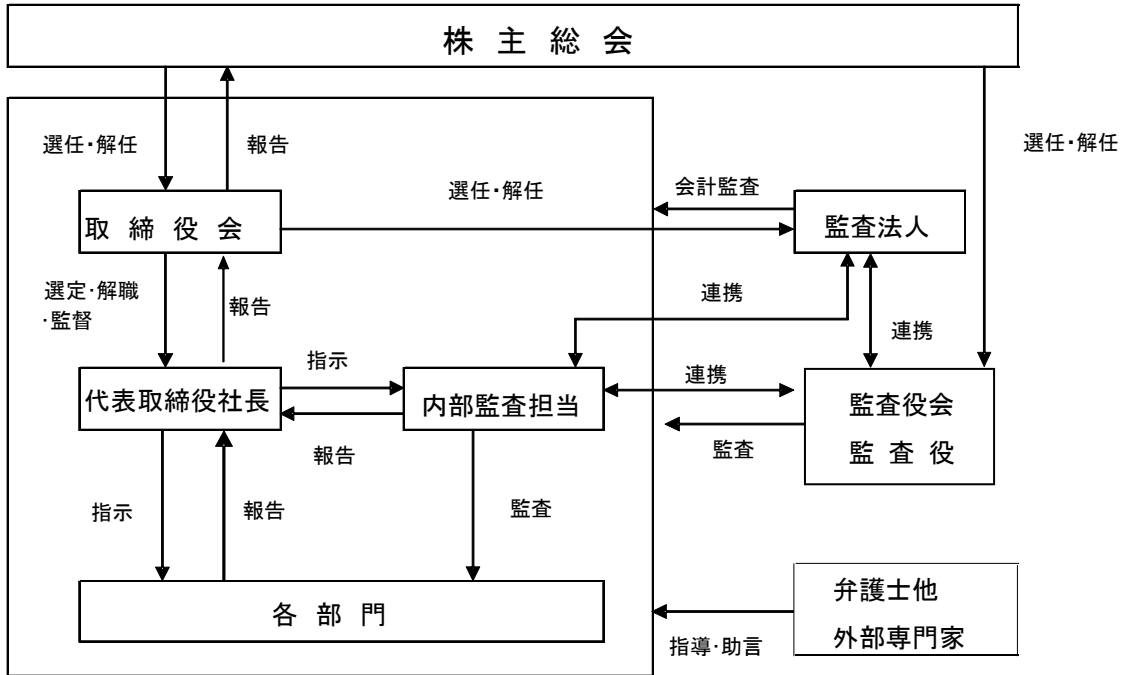 株 主 総 会
選任・解任
報告
選任・解任
選任・解任
会計監査
取 締 役 会
監査法人
選定・解職
・監督
報告
連携
連携
指示
代表取締役社長
内部監査担当
連携
監査役会
監 査 役
報告
監査
指示
報告
監査
各 部 門
弁護士他
外部専門家
指導・助言